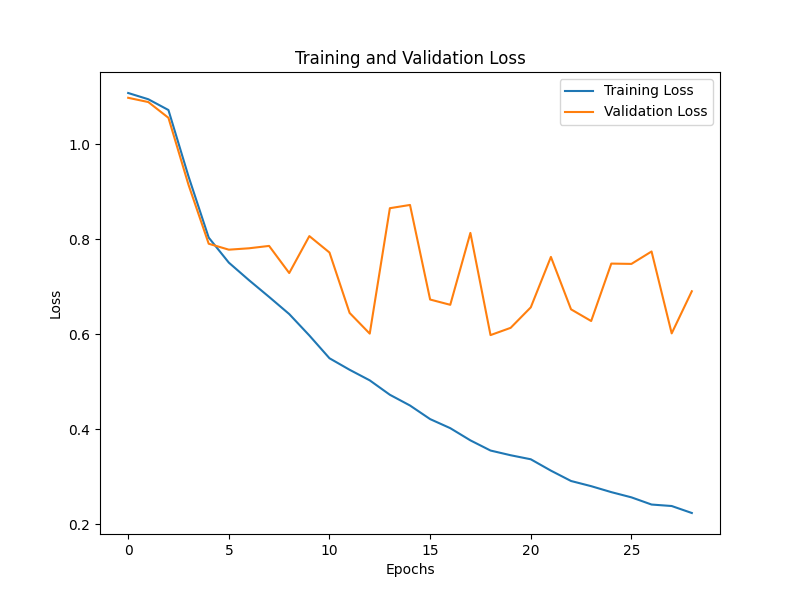 Training and Validation Loss
Training Loss
Validation Loss
1.0
0.8
0.6
0.4
0.2
Loss
0 5 10 15 20 25
Epochs